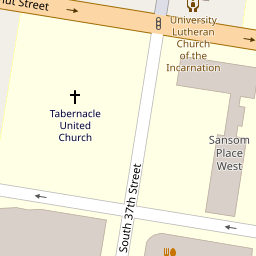 nut Street
University
Lutheran
Church
of the
Incarnation
Tabernacle
United
Church
Sansom
Place
West
South 37th Street